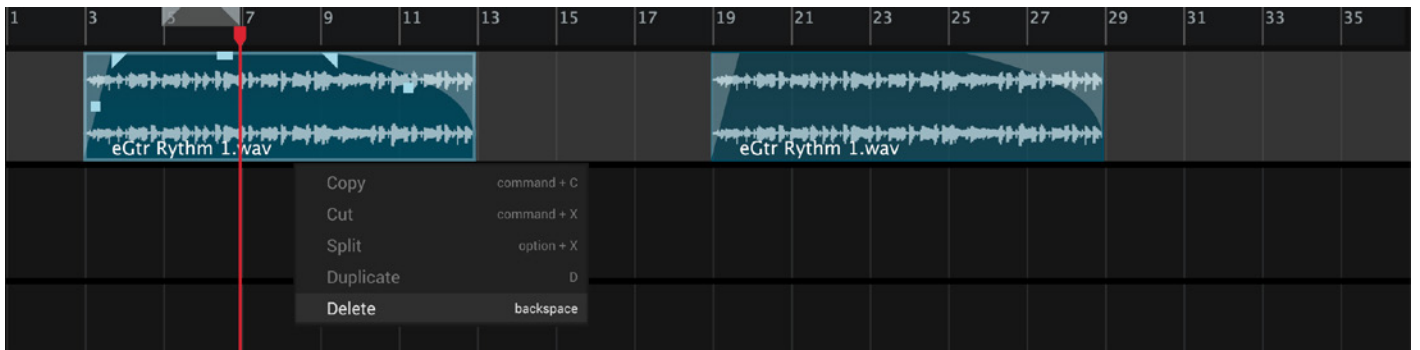 1 3 5 7 9 11 13 15 17 19 21 23 25 27 29 31 33 35
eGtr Rythm 1.wav eGtr Rythm 1.wav
Copy command + C
Cut command + X
Split option + X
Duplicate D
Delete backspace